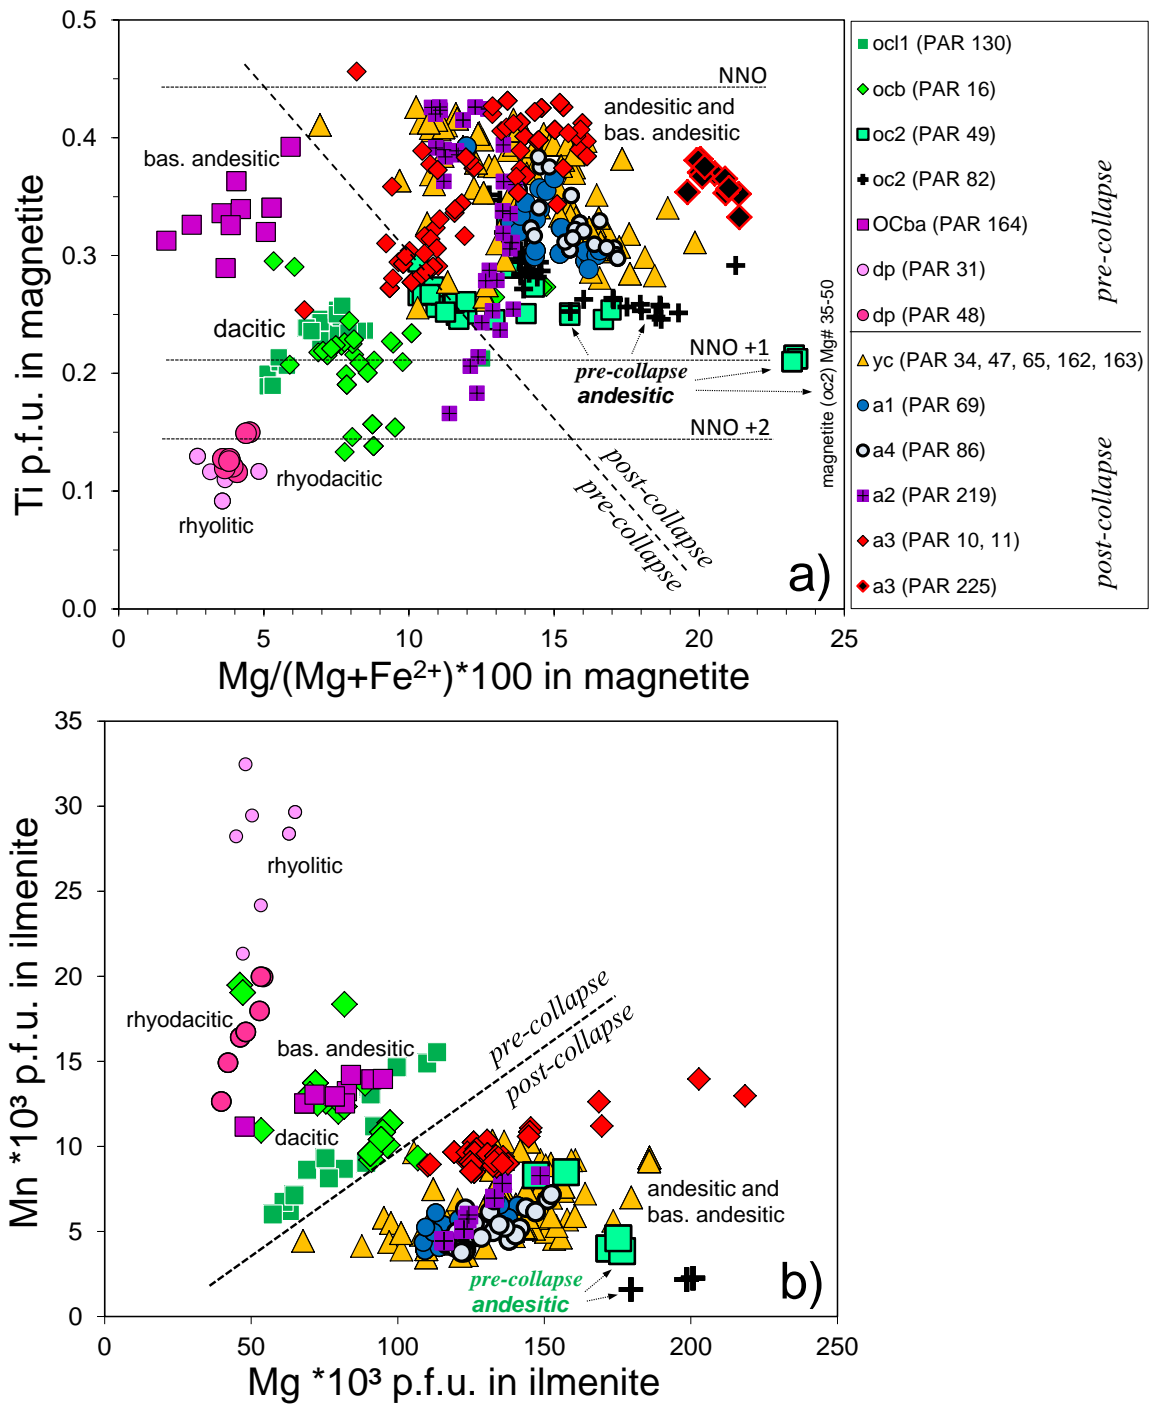 0.5
0.4
0.3
0.2
0.1
0.0
Ti p.f.u. in magnetite
NNO
andesitic and
bas. andesitic
bas. andesitic
dacitic
NNO +1
pre-collapse
andesitic
NNO +2
rhyodacitic
rhyolitic
post-collapse
pre-collapse
magnetite (oc2) Mg# 35-50
a)
0
5
10
15
20
25
Mg/(Mg+Fe²⁺)*100 in magnetite
ocl1 (PAR 130)
ocb (PAR 16)
oc2 (PAR 49)
oc2 (PAR 82)
OCba (PAR 164)
dp (PAR 31)
dp (PAR 48)
pre-collapse
yc (PAR 34, 47, 65, 162, 163)
a1 (PAR 69)
a4 (PAR 86)
a2 (PAR 219)
a3 (PAR 10, 11)
a3 (PAR 225)
post-collapse
35
30
25
20
15
10
5
0
Mn *10³ p.f.u. in ilmenite
rhyolitic
rhyodacitic
bas. andesitic
dacitic
pre-collapse
post-collapse
andesitic and
bas. andesitic
pre-collapse
andesitic
b)
0
50
100
150
200
250
Mg *10³ p.f.u. in ilmenite